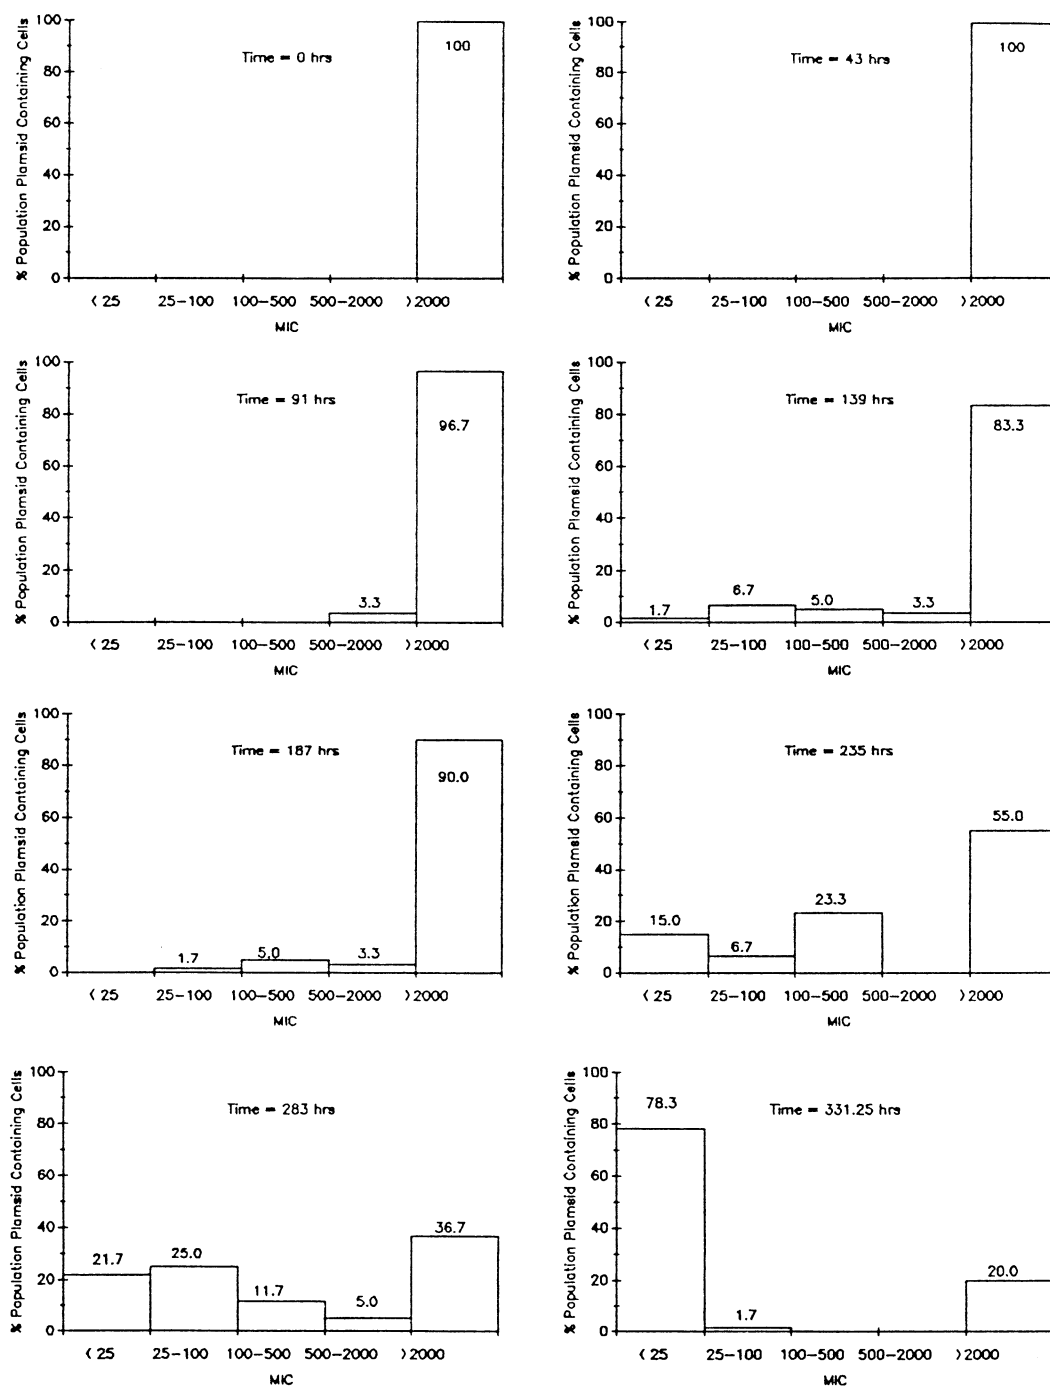 % Population Plamsid Containing Cells
100
80
60
40
20
0
Time = 0 hrs
100
< 25 25-100 100-500 500-2000 >2000
MIC
% Population Plamsid Containing Cells
100
80
60
40
20
0
Time = 43 hrs
100
< 25 25-100 100-500 500-2000 >2000
MIC
% Population Plamsid Containing Cells
100
80
60
40
20
0
Time = 91 hrs
96.7
3.3
< 25 25-100 100-500 500-2000 >2000
MIC
% Population Plamsid Containing Cells
100
80
60
40
20
0
Time = 139 hrs
83.3
1.7 6.7 5.0 3.3
< 25 25-100 100-500 500-2000 >2000
MIC
% Population Plamsid Containing Cells
100
80
60
40
20
0
Time = 187 hrs
90.0
1.7 5.0 3.3
< 25 25-100 100-500 500-2000 >2000
MIC
% Population Plamsid Containing Cells
100
80
60
40
20
0
Time = 235 hrs
55.0
15.0 6.7 23.3
< 25 25-100 100-500 500-2000 >2000
MIC
% Population Plamsid Containing Cells
100
80
60
40
20
0
Time = 283 hrs
21.7 25.0 11.7 5.0 36.7
< 25 25-100 100-500 500-2000 >2000
MIC
% Population Plamsid Containing Cells
100
80
60
40
20
0
78.3
Time = 331.25 hrs
1.7 20.0
< 25 25-100 100-500 500-2000 >2000
MIC